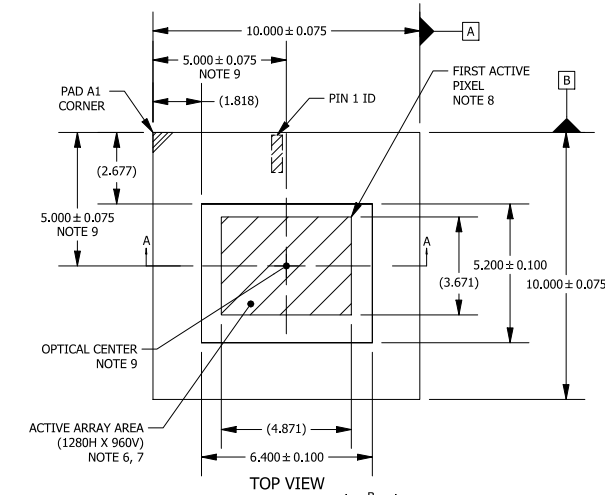 10.000 ± 0.075
A
5.000 ± 0.075
NOTE 9
FIRST ACTIVE
PIXEL
NOTE 8
B
PAD A1
CORNER
(1.818)
PIN 1 ID
(2.677)
5.000 ± 0.075
NOTE 9
A
A
5.200 ± 0.100
(3.671)
10.000 ± 0.075
OPTICAL CENTER
NOTE 9
ACTIVE ARRAY AREA
(1280H X 960V)
NOTE 6, 7
(4.871)
6.400 ± 0.100
TOP VIEW
B